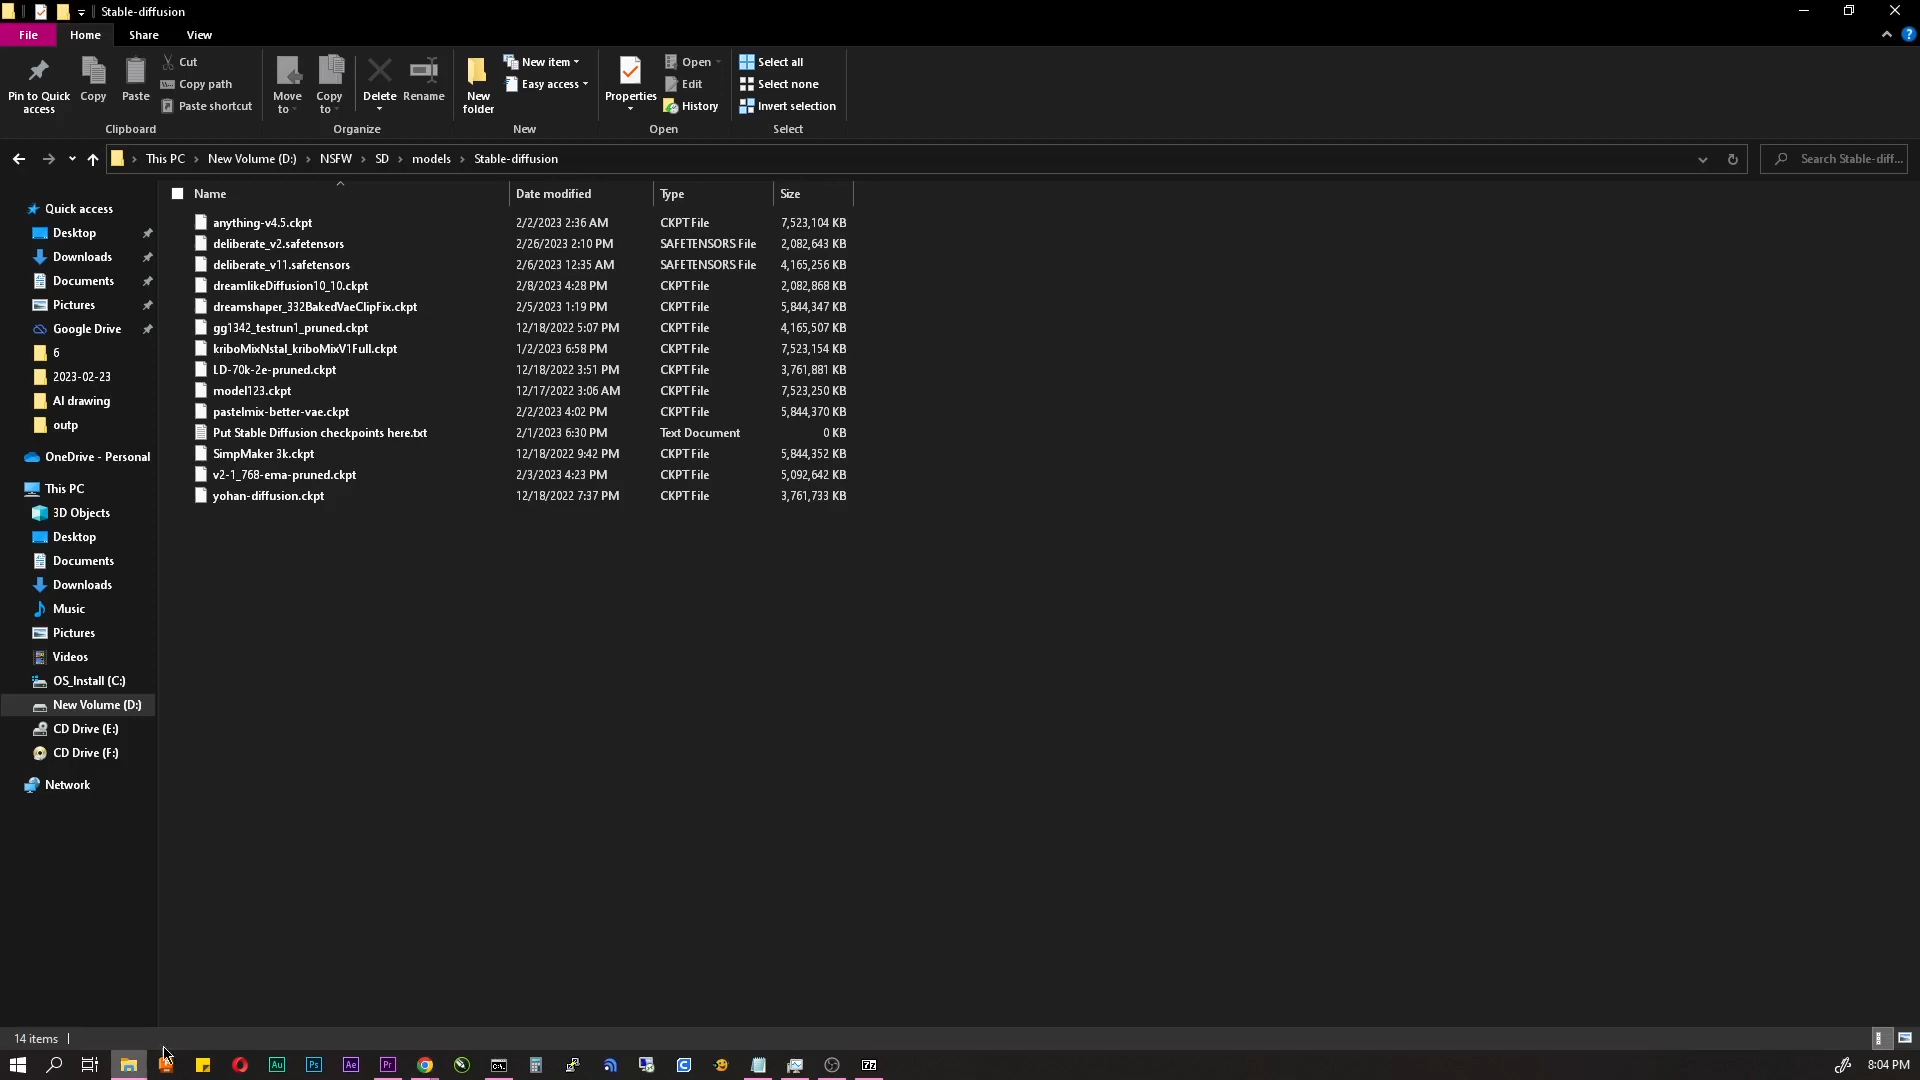 Stable-diffusion
File Home Share View
Pin to Quick access
Copy
Paste
Cut
Copy path
Paste shortcut
Clipboard
Move to
Copy to
Delete
Rename
Organize
New folder
New item
Easy access
New
Properties
Open
Edit
History
Open
Select all
Select none
Invert selection
Select
This PC › New Volume (D:) › NSFW › SD › models › Stable-diffusion
Search Stable-diff...
Quick access
Desktop
Downloads
Documents
Pictures
Google Drive
6
2023-02-23
AI drawing
outp
OneDrive - Personal
This PC
3D Objects
Desktop
Documents
Downloads
Music
Pictures
Videos
OS_Install (C:)
New Volume (D:)
CD Drive (E:)
CD Drive (F:)
Network
Name Date modified Type Size
anything-v4.5.ckpt 2/2/2023 2:36 AM CKPT File 7,523,104 KB
deliberate_v2.safetensors 2/26/2023 2:10 PM SAFETENSORS File 2,082,643 KB
deliberate_v11.safetensors 2/6/2023 12:35 AM SAFETENSORS File 4,165,256 KB
dreamlikeDiffusion10_10.ckpt 2/8/2023 4:28 PM CKPT File 2,082,868 KB
dreamshaper_332BakedVaeClipFix.ckpt 2/5/2023 1:19 PM CKPT File 5,844,347 KB
gg1342_testrun1_pruned.ckpt 12/18/2022 5:07 PM CKPT File 4,165,507 KB
kriboMixNstal_kriboMixV1Full.ckpt 1/2/2023 6:58 PM CKPT File 7,523,154 KB
LD-70k-2e-pruned.ckpt 12/18/2022 3:51 PM CKPT File 3,761,881 KB
model123.ckpt 12/17/2022 3:06 AM CKPT File 7,523,250 KB
pastelmix-better-vae.ckpt 2/2/2023 4:02 PM CKPT File 5,844,370 KB
Put Stable Diffusion checkpoints here.txt 2/1/2023 6:30 PM Text Document 0 KB
SimpMaker 3k.ckpt 12/18/2022 9:42 PM CKPT File 5,844,352 KB
v2-1_768-ema-pruned.ckpt 2/3/2023 4:23 PM CKPT File 5,092,642 KB
yohan-diffusion.ckpt 12/18/2022 7:37 PM CKPT File 3,761,733 KB
14 items
Au Ps Ae Pr
8:04 PM